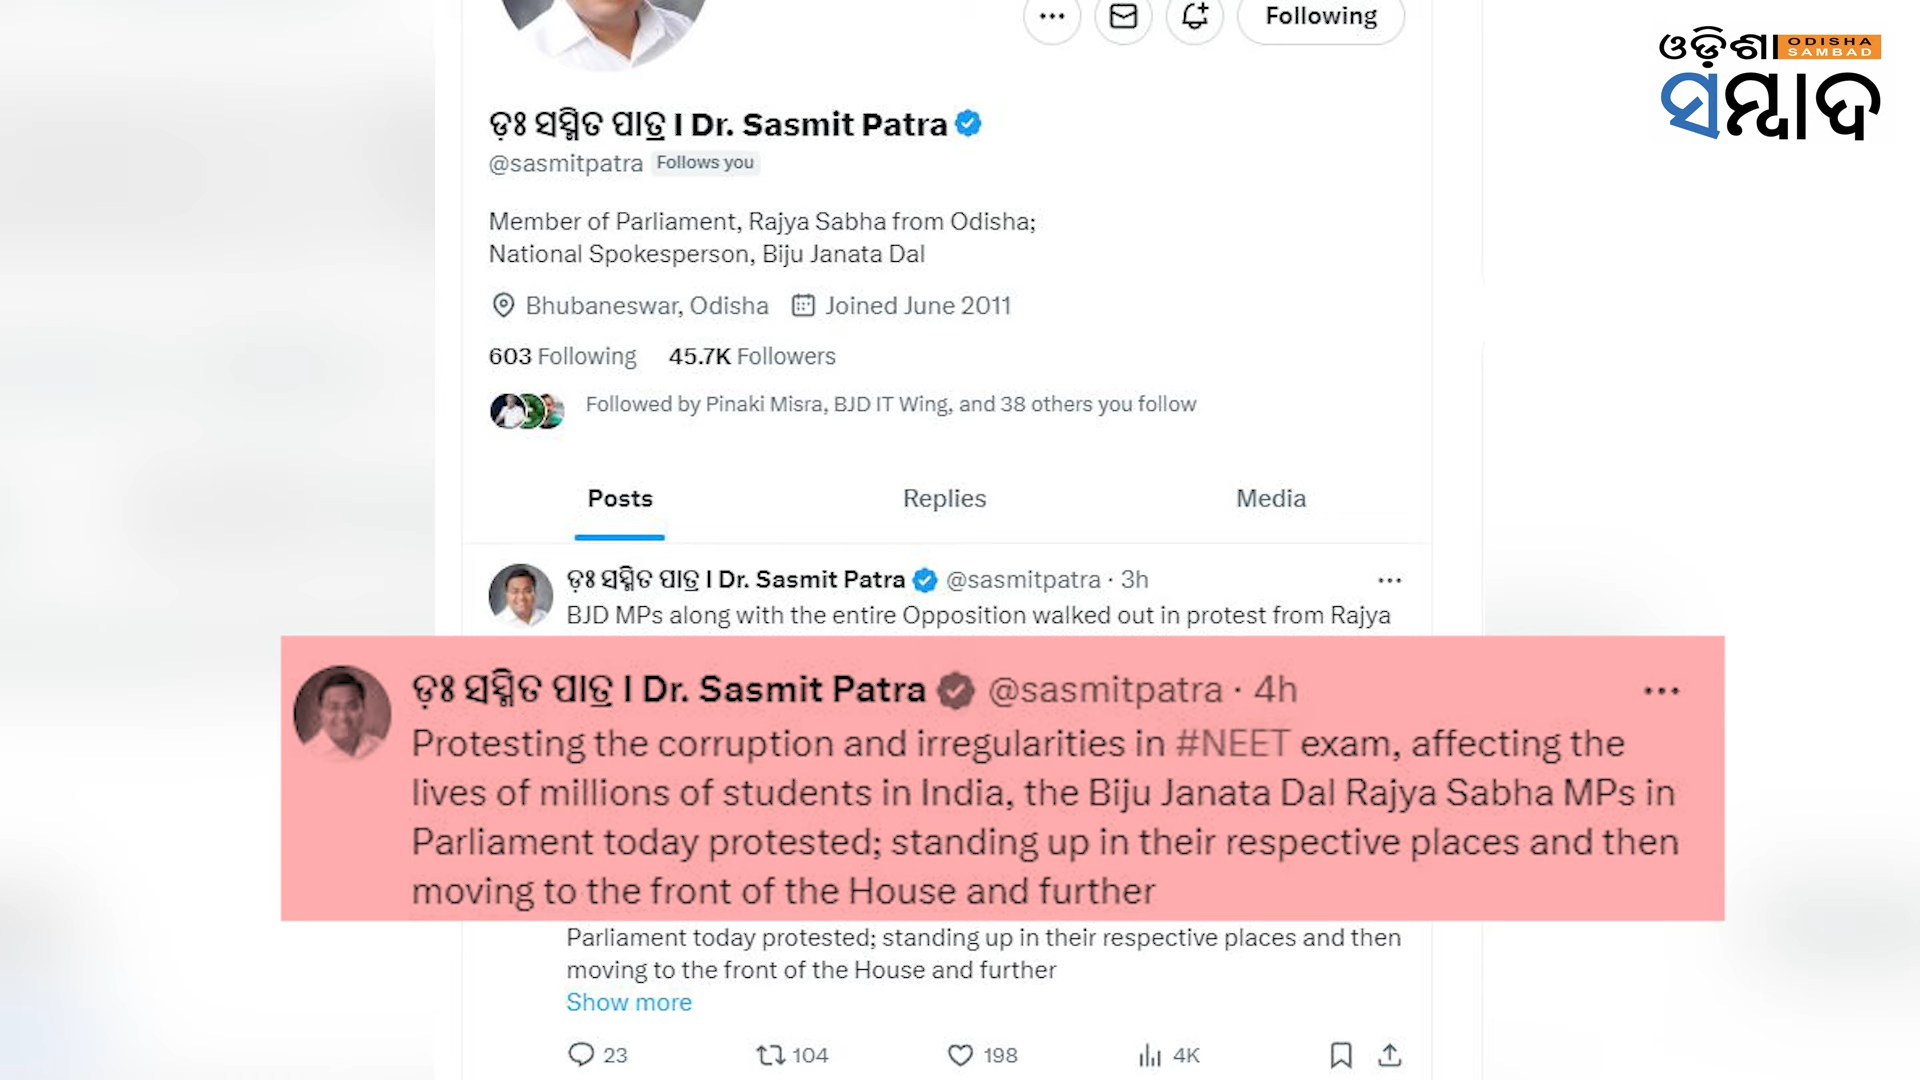 Following
ଓଡ଼ିଶା ODISHA SAMBAD
ସମ୍ବାଦ
ଡ଼ଃ ସସ୍ମିତ ପାତ୍ର I Dr. Sasmit Patra
@sasmitpatra Follows you
Member of Parliament, Rajya Sabha from Odisha;
National Spokesperson, Biju Janata Dal
Bhubaneswar, Odisha Joined June 2011
603 Following 45.7K Followers
Followed by Pinaki Misra, BJD IT Wing, and 38 others you follow
Posts Replies Media
ଡ଼ଃ ସସ୍ମିତ ପାତ୍ର I Dr. Sasmit Patra @sasmitpatra · 3h
BJD MPs along with the entire Opposition walked out in protest from Rajya
ଡ଼ଃ ସସ୍ମିତ ପାତ୍ର I Dr. Sasmit Patra @sasmitpatra · 4h
Protesting the corruption and irregularities in #NEET exam, affecting the
lives of millions of students in India, the Biju Janata Dal Rajya Sabha MPs in
Parliament today protested; standing up in their respective places and then
moving to the front of the House and further
Parliament today protested; standing up in their respective places and then
moving to the front of the House and further
Show more
23 104 198 4K